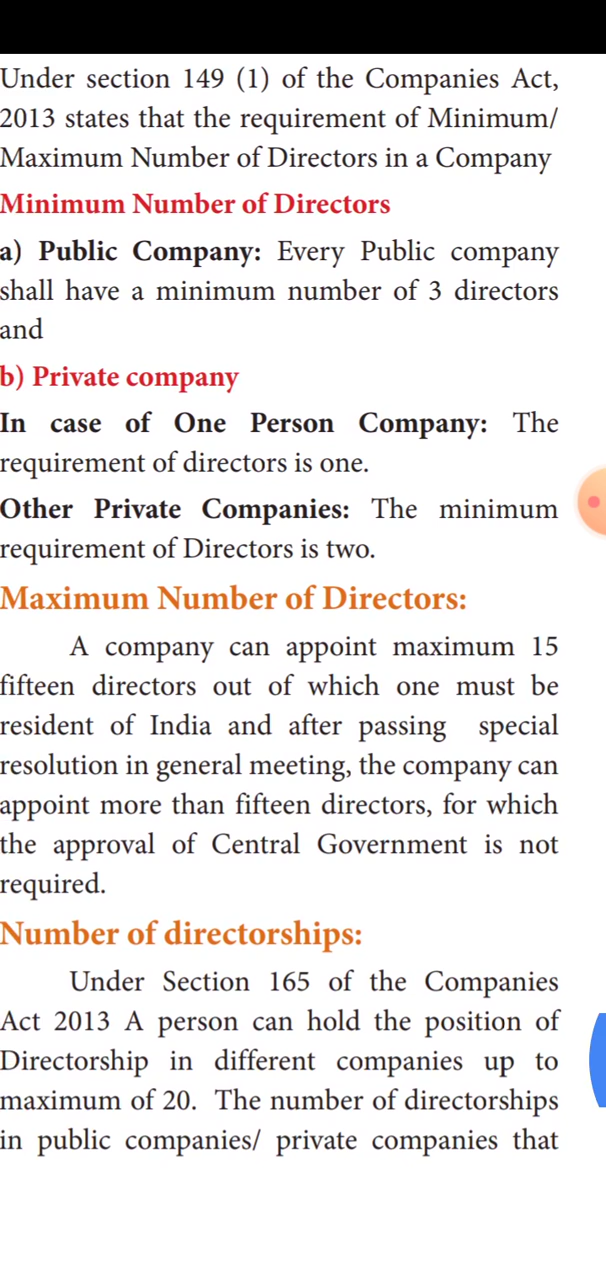 Under section 149 (1) of the Companies Act,
2013 states that the requirement of Minimum/
Maximum Number of Directors in a Company
Minimum Number of Directors
a) Public Company: Every Public company
shall have a minimum number of 3 directors
and
b) Private company
In case of One Person Company: The
requirement of directors is one.
Other Private Companies: The minimum
requirement of Directors is two.
Maximum Number of Directors:
A company can appoint maximum 15
fifteen directors out of which one must be
resident of India and after passing special
resolution in general meeting, the company can
appoint more than fifteen directors, for which
the approval of Central Government is not
required.
Number of directorships:
Under Section 165 of the Companies
Act 2013 A person can hold the position of
Directorship in different companies up to
maximum of 20. The number of directorships
in public companies/ private companies that